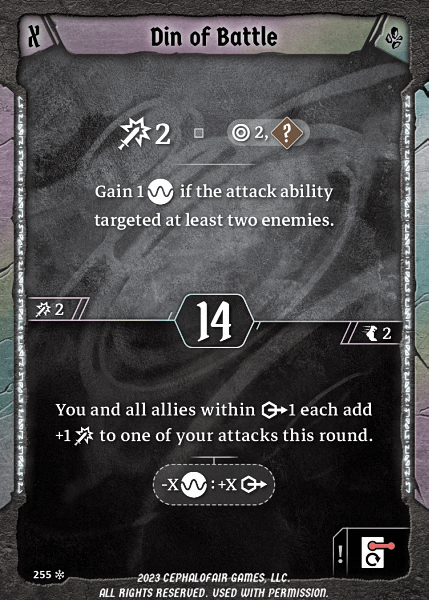 Din of Battle
2 2, ?
Gain 1 if the attack ability
targeted at least two enemies.
2
14
2
You and all allies within 1 each add
+1 to one of your attacks this round.
-X :+X
!
255
2023 CEPHALOFAIR GAMES, LLC.
ALL RIGHTS RESERVED. USED WITH PERMISSION.